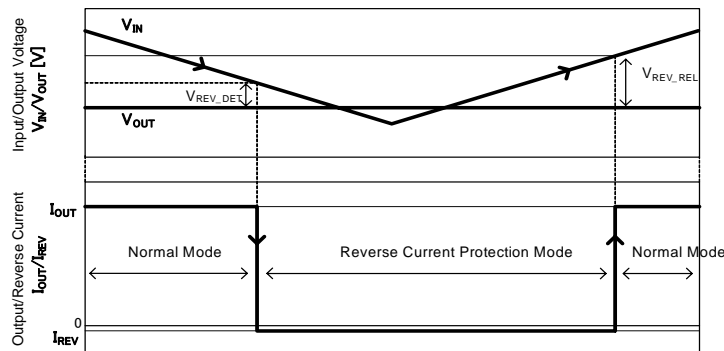 Input/Output Voltage
VIN/VOUT [V]
VIN
VREV_DET
VREV_REL
VOUT
Output/Reverse Current
IOUT/IREV
IOUT
Normal Mode
Reverse Current Protection Mode
Normal Mode
0
IREV